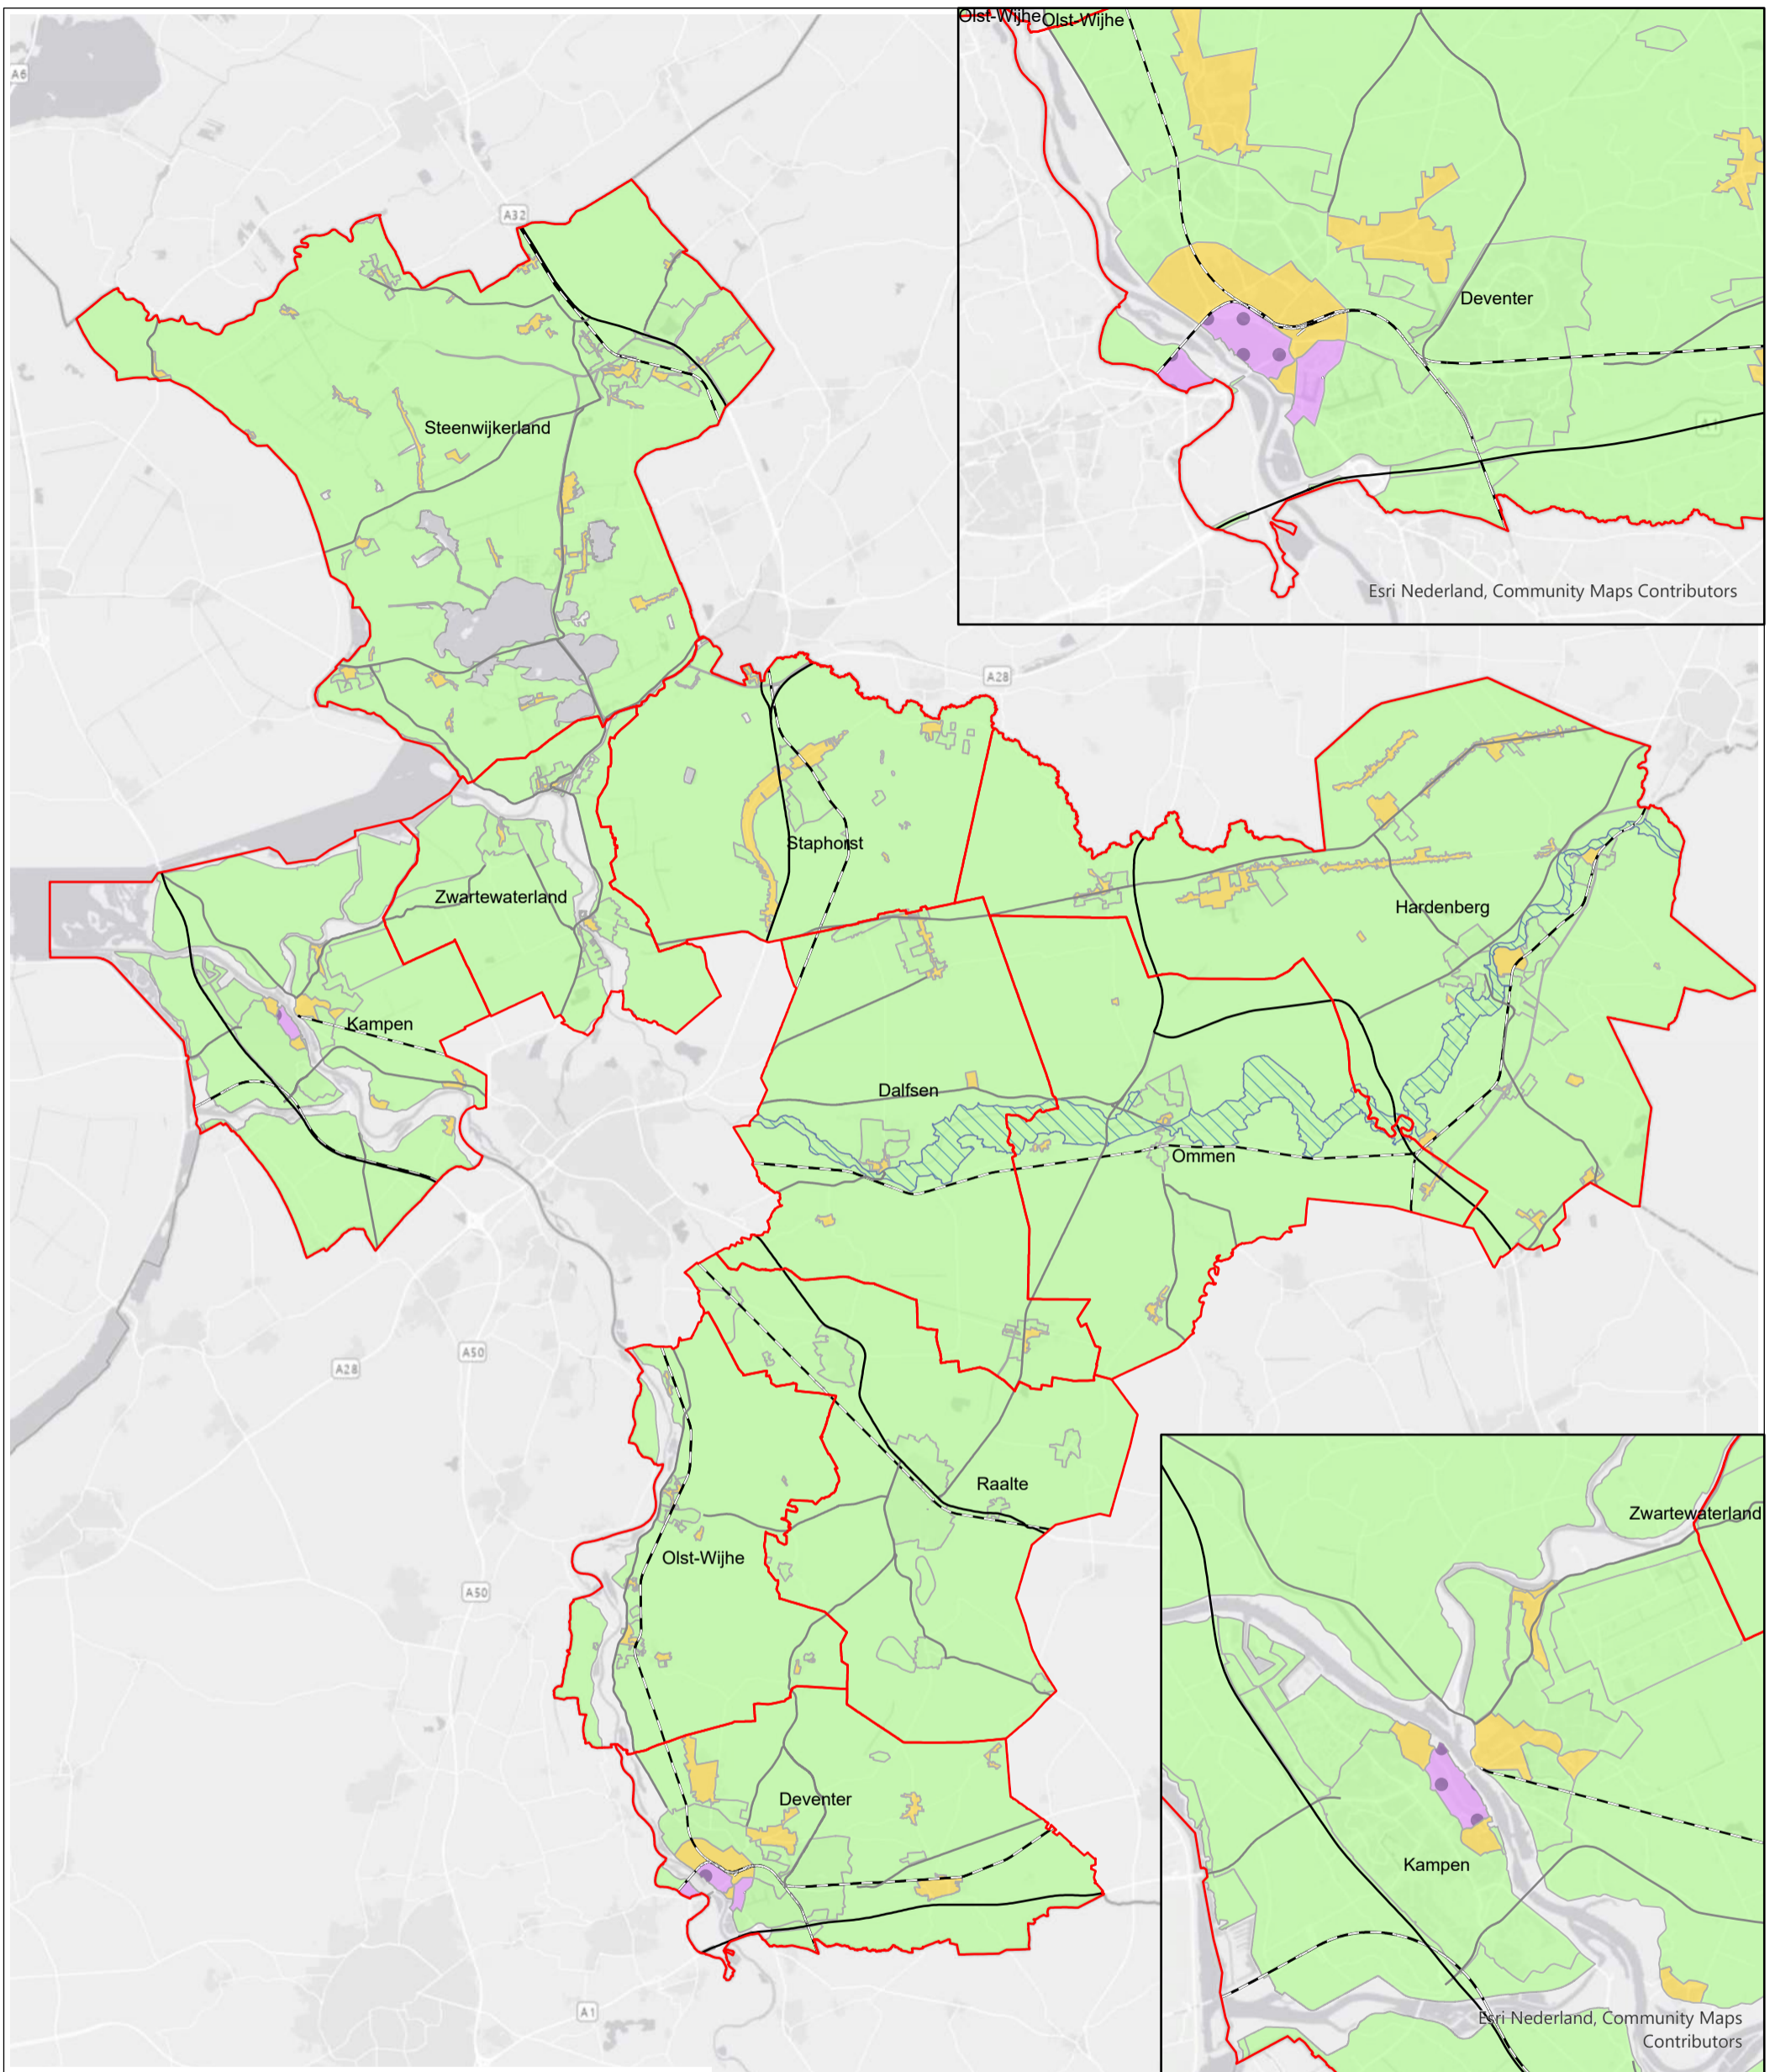 Olst-Wijhe
Olst-Wijhe
A6
A32
Deventer
A1
Steenwijkerland
Esri Nederland, Community Maps Contributors
A28
Staphorst
Zwartewaterland
Hardenberg
Kampen
Dalfsen
Ommen
A50
A28
Raalte
Zwartewaterland
Olst-Wijhe
A50
Deventer
Kampen
A1
Esri Nederland, Community Maps
Contributors